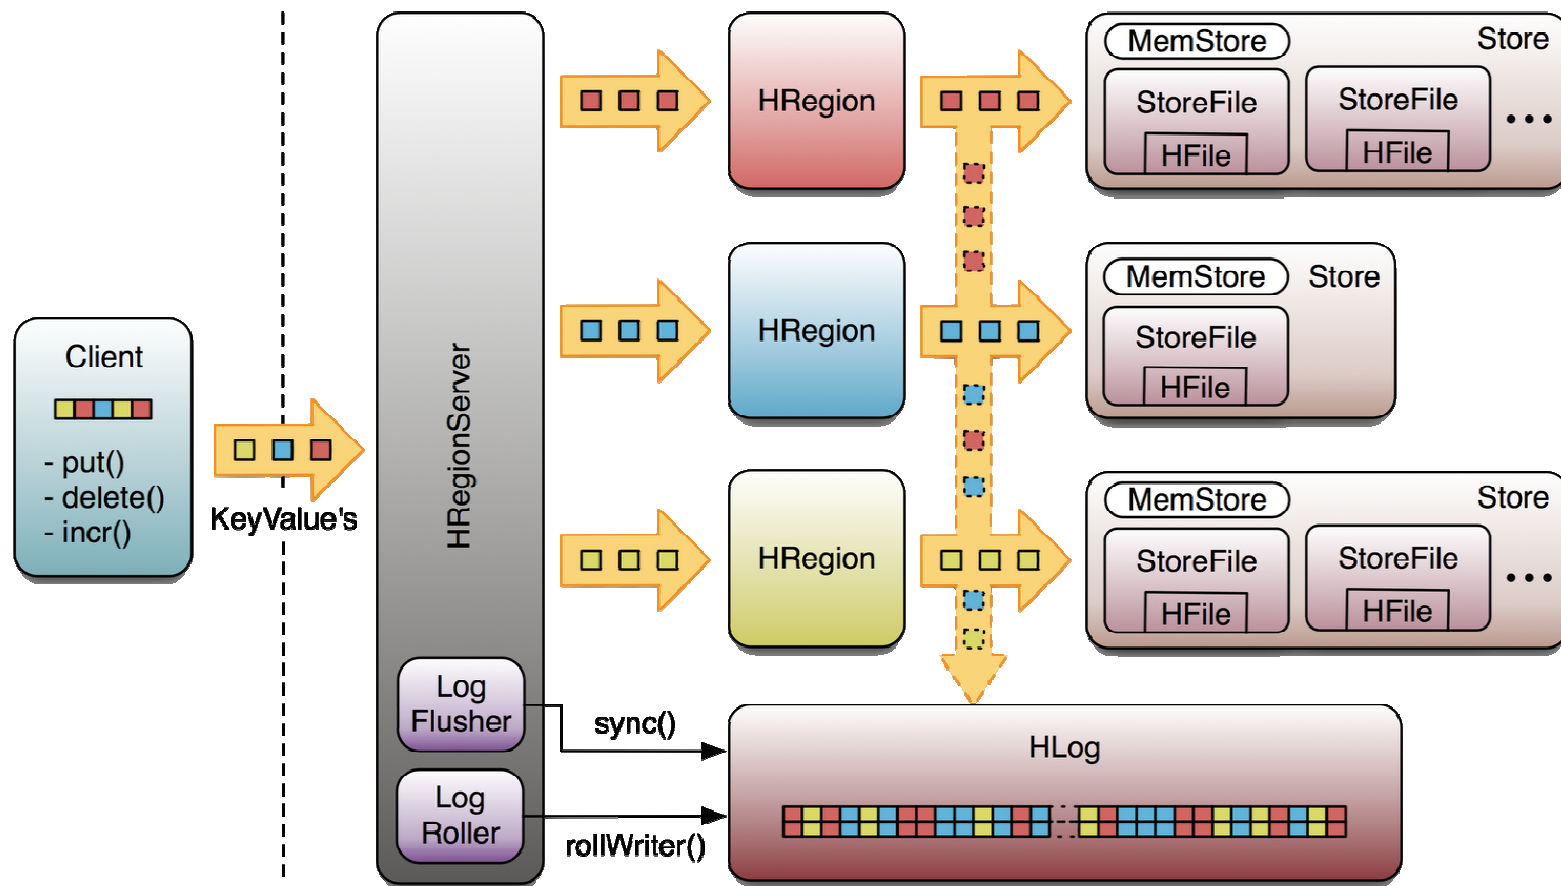 Client
- put()
- delete()
- incr()
KeyValue's
HRegionServer
Log
Flusher
Log
Roller
sync()
rollWriter()
HRegion
MemStore
Store
StoreFile
HFile
StoreFile
HFile
...
HRegion
MemStore
Store
StoreFile
HFile
HRegion
MemStore
Store
StoreFile
HFile
StoreFile
HFile
...
HLog